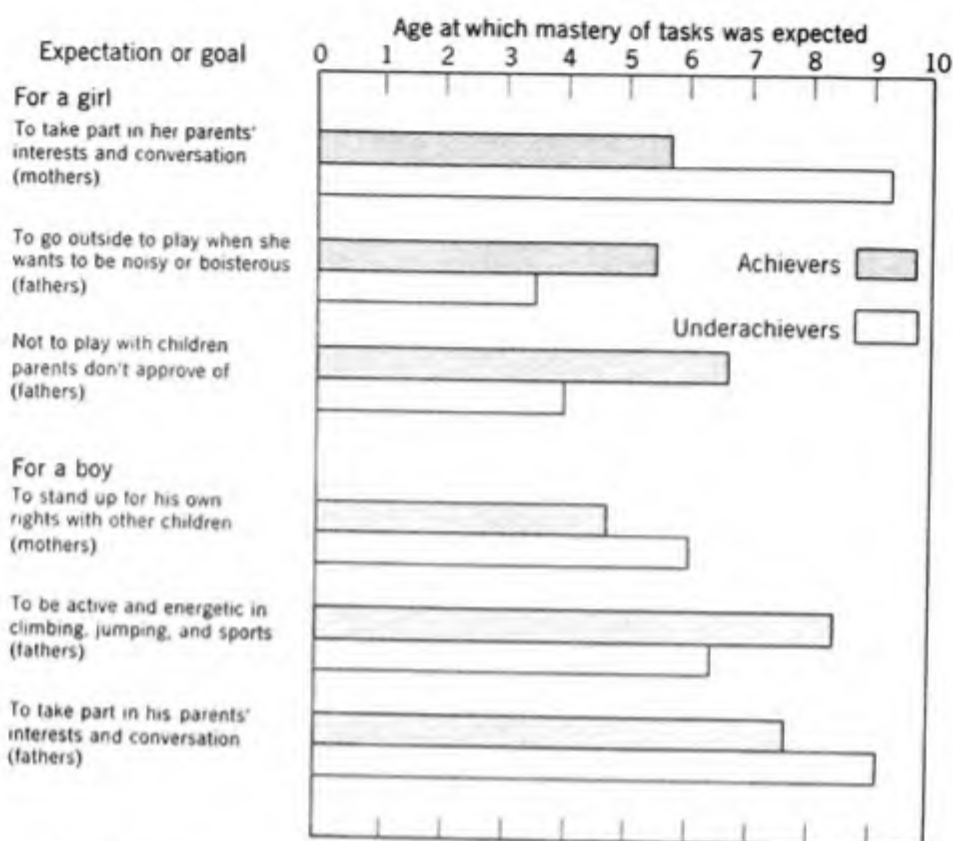 Age at which mastery of tasks was expected
Expectation or goal
0 1 2 3 4 5 6 7 8 9 10
For a girl
To take part in her parents'
interests and conversation
(mothers)
To go outside to play when she
wants to be noisy or boisterous
(fathers)
Achievers
Underachievers
Not to play with children
parents don't approve of
(fathers)
For a boy
To stand up for his own
rights with other children
(mothers)
To be active and energetic in
climbing, jumping, and sports
(fathers)
To take part in his parents'
interests and conversation
(fathers)